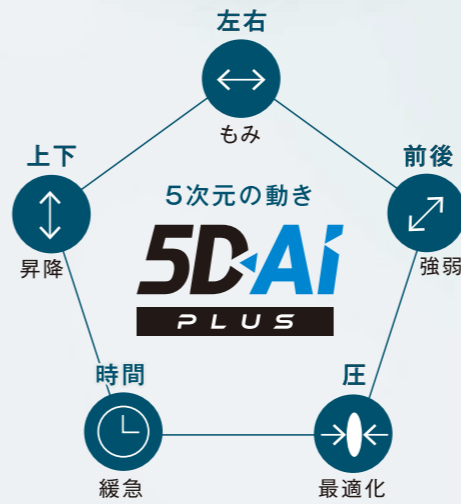 左右
もみ
上下
昇降
前後
強弱
5次元の動き
5D-Ai
PLUS
時間
緩急
圧
最適化